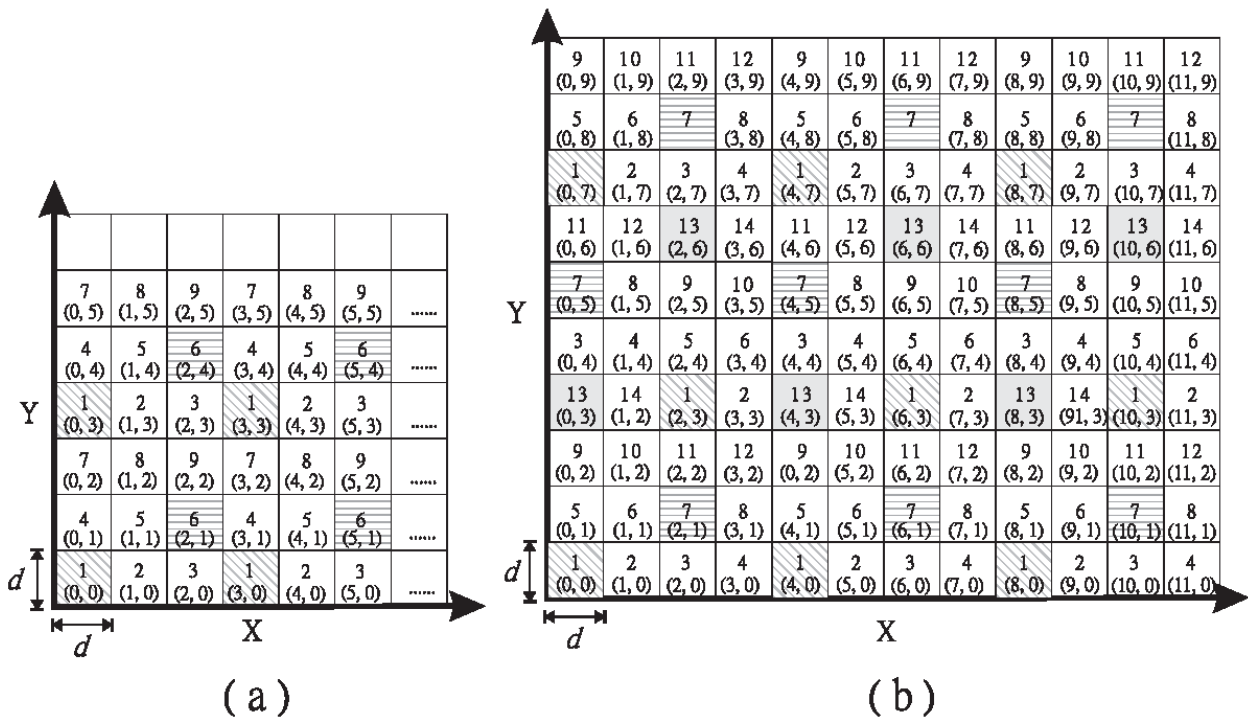 7 8 9 7 8 9
(0, 5) (1, 5) (2, 5) (3, 5) (4, 5) (5, 5) ......
4 5 6 4 5 6
(0, 4) (1, 4) (2, 4) (3, 4) (4, 4) (5, 4) ......
1 2 3 1 2 3
(0, 3) (1, 3) (2, 3) (3, 3) (4, 3) (5, 3) ......
Y
7 8 9 7 8 9
(0, 2) (1, 2) (2, 2) (3, 2) (4, 2) (5, 2) ......
4 5 6 4 5 6
(0, 1) (1, 1) (2, 1) (3, 1) (4, 1) (5, 1) ......
1 2 3 1 2 3
(0, 0) (1, 0) (2, 0) (3, 0) (4, 0) (5, 0) ......
d
d
X
(a)
9 10 11 12 9 10 11 12 9 10 11 12
(0, 9) (1, 9) (2, 9) (3, 9) (4, 9) (5, 9) (6, 9) (7, 9) (8, 9) (9, 9) (10, 9) (11, 9)
5 6 7 8 5 6 7 8 5 6 7 8
(0, 8) (1, 8) (3, 8) (4, 8) (5, 8) (7, 8) (8, 8) (9, 8) (11, 8)
1 2 3 4 1 2 3 4 1 2 3 4
(0, 7) (1, 7) (2, 7) (3, 7) (4, 7) (5, 7) (6, 7) (7, 7) (8, 7) (9, 7) (10, 7) (11, 7)
11 12 13 14 11 12 13 14 11 12 13 14
(0, 6) (1, 6) (2, 6) (3, 6) (4, 6) (5, 6) (6, 6) (7, 6) (8, 6) (9, 6) (10, 6) (11, 6)
7 8 9 10 7 8 9 10 7 8 9 10
(0, 5) (1, 5) (2, 5) (3, 5) (4, 5) (5, 5) (6, 5) (7, 5) (8, 5) (9, 5) (10, 5) (11, 5)
Y
3 4 5 6 3 4 5 6 3 4 5 6
(0, 4) (1, 4) (2, 4) (3, 4) (4, 4) (5, 4) (6, 4) (7, 4) (8, 4) (9, 4) (10, 4) (11, 4)
13 14 1 2 13 14 1 2 13 14 1 2
(0, 3) (1, 2) (2, 3) (3, 3) (4, 3) (5, 3) (6, 3) (7, 3) (8, 3) (91, 3) (10, 3) (11, 3)
9 10 11 12 9 10 11 12 9 10 11 12
(0, 2) (1, 2) (2, 2) (3, 2) (0, 2) (5, 2) (6, 2) (7, 2) (8, 2) (9, 2) (10, 2) (11, 2)
5 6 7 8 5 6 7 8 5 6 7 8
(0, 1) (1, 1) (2, 1) (3, 1) (4, 1) (5, 1) (6, 1) (7, 1) (8, 1) (9, 1) (10, 1) (11, 1)
1 2 3 4 1 2 3 4 1 2 3 4
(0, 0) (1, 0) (2, 0) (3, 0) (4, 0) (5, 0) (6, 0) (7, 0) (8, 0) (9, 0) (10, 0) (11, 0)
d
d
X
(b)